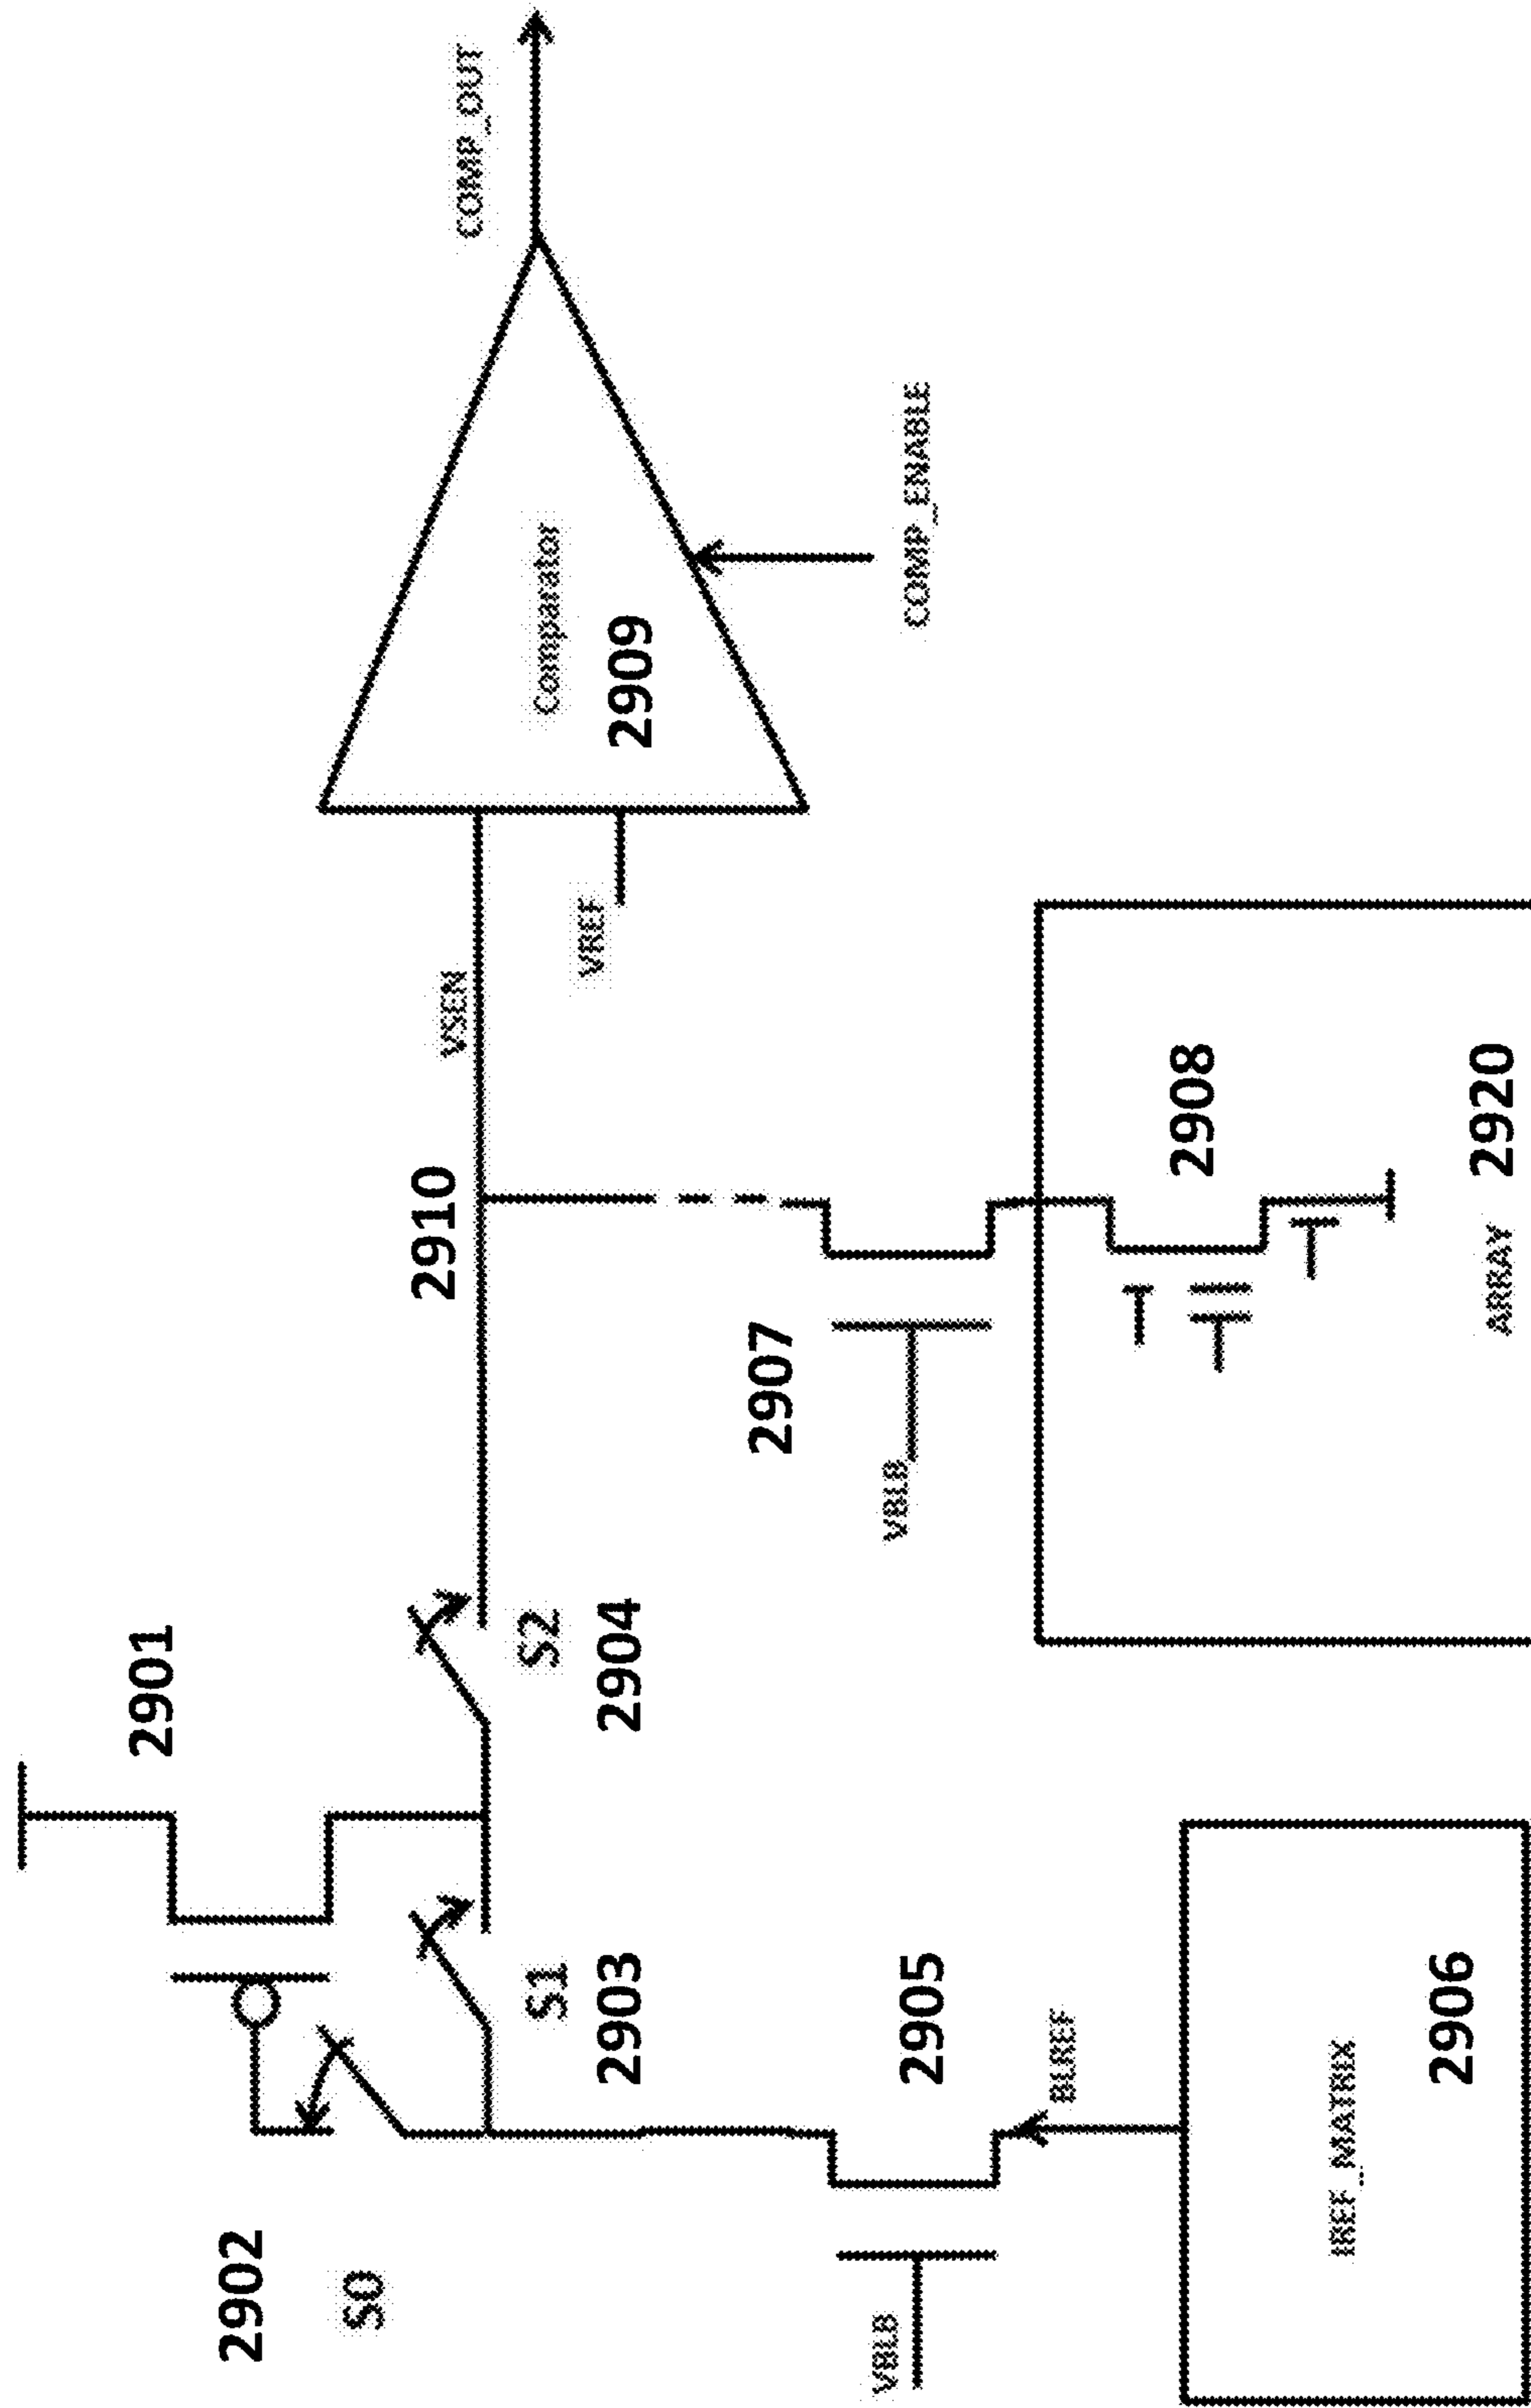 2901
2902
S0
S1
2903
S2
2904
2910
VSEN
VREF
Comparator
2909
COMP_OUT
COMP_ENABLE
VBLB
2905
BLREF
IREF_MATRIX
2906
VBLB
2907
2908
ARRAY
2920